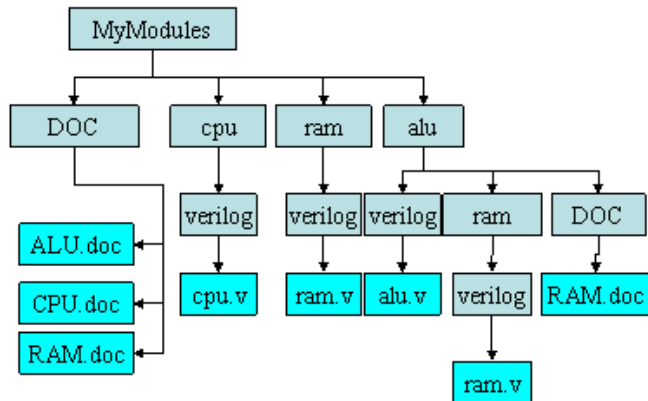 MyModules
DOC cpu ram alu
verilog verilog verilog ram DOC
ALU.doc
cpu.v ram.v alu.v verilog RAM.doc
CPU.doc
RAM.doc
ram.v